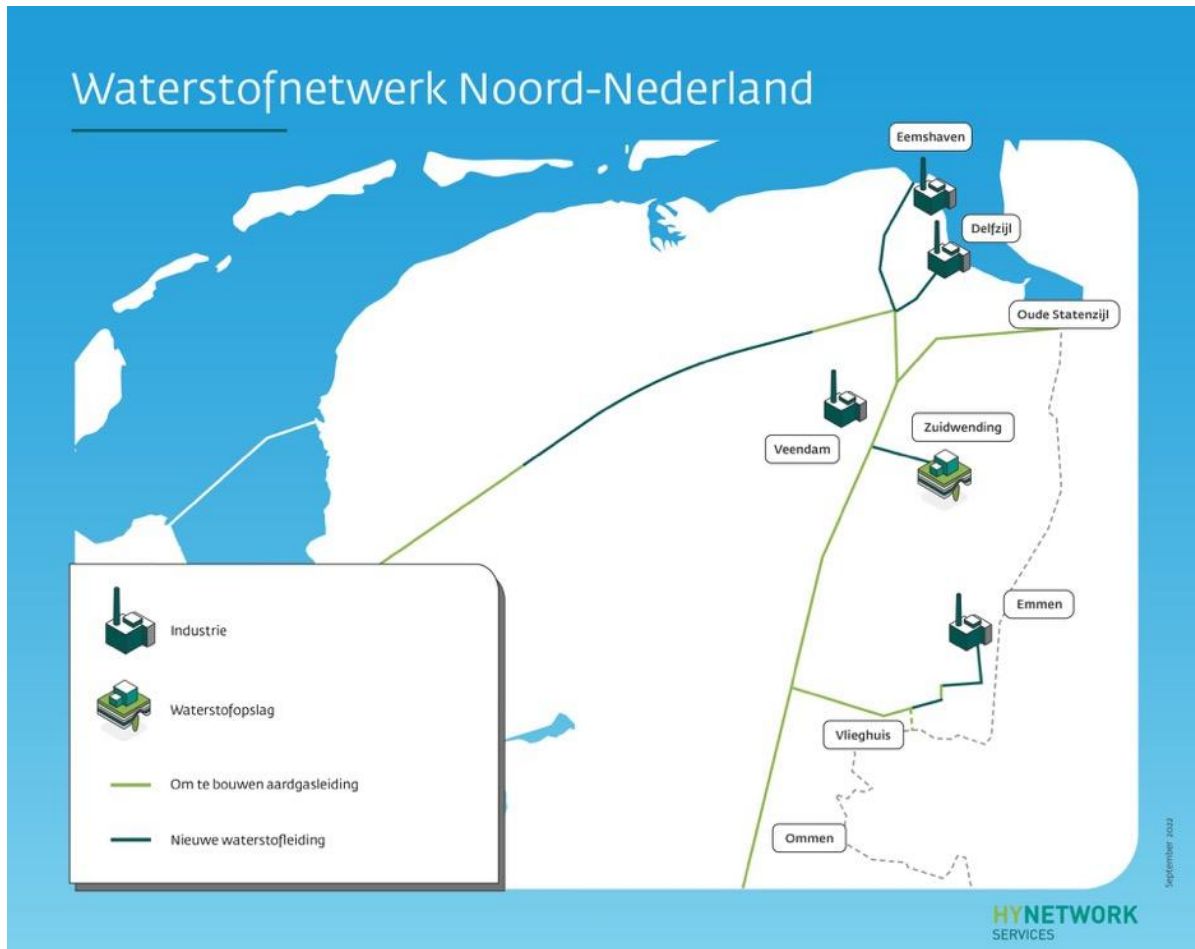 Waterstofnetwerk Noord-Nederland
Eemshaven
Delfzijl
Oude Statenzijl
Zuidwending
Veendam
Emmen
Vlieghuis
Ommen
Industrie
Waterstofopslag
Om te bouwen aardgasleiding
Nieuwe waterstofleiding
September 2022
HYNETWORK
SERVICES